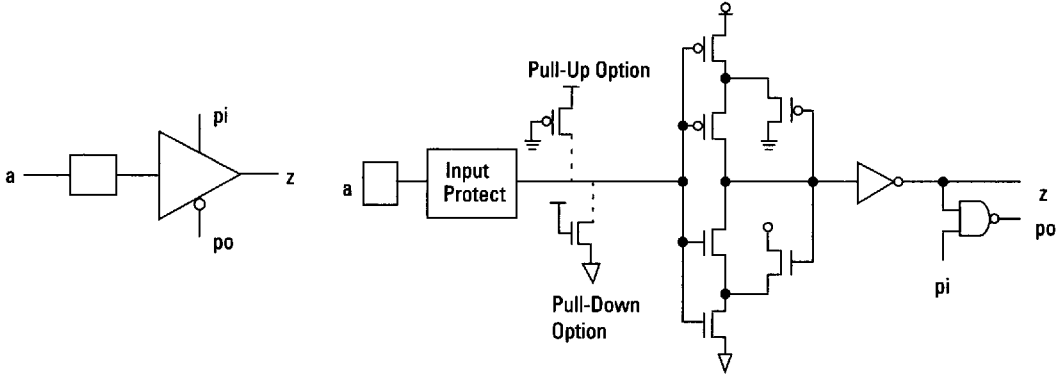 pi
a
z
po
Pull-Up Option
a
Input
Protect
Pull-Down
Option
z
po
pi